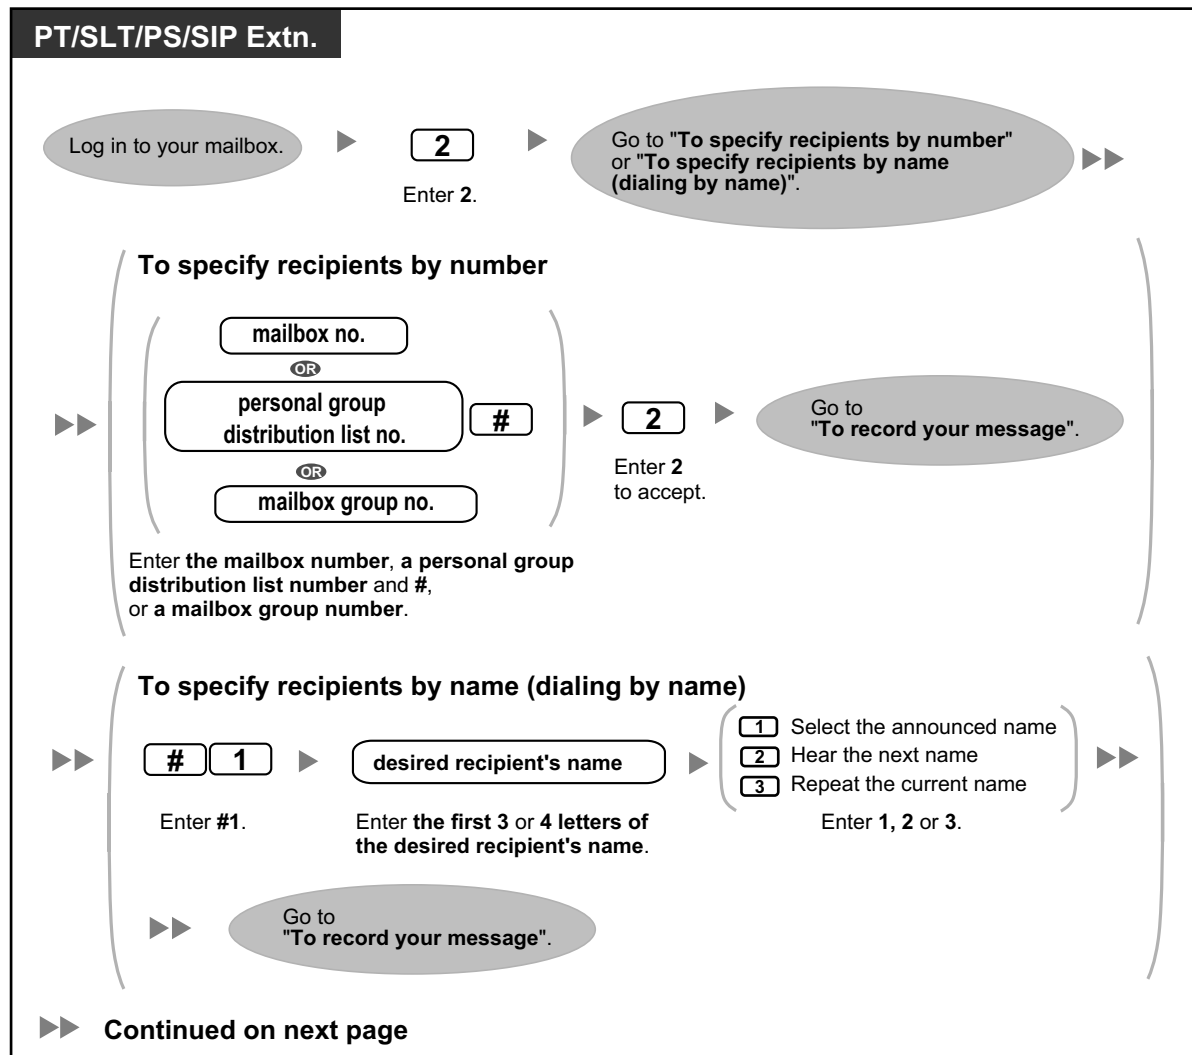 PT/SLT/PS/SIP Extn.
Log in to your mailbox.
2
Enter 2.
Go to "To specify recipients by number"
or "To specify recipients by name
(dialing by name)".
To specify recipients by number
mailbox no.
OR
personal group
distribution list no.
#
OR
mailbox group no.
Enter the mailbox number, a personal group
distribution list number and #,
or a mailbox group number.
2
Enter 2
to accept.
Go to
"To record your message".
To specify recipients by name (dialing by name)
# 1
Enter #1.
desired recipient's name
Enter the first 3 or 4 letters of
the desired recipient's name.
1 Select the announced name
2 Hear the next name
3 Repeat the current name
Enter 1, 2 or 3.
Go to
"To record your message".
Continued on next page